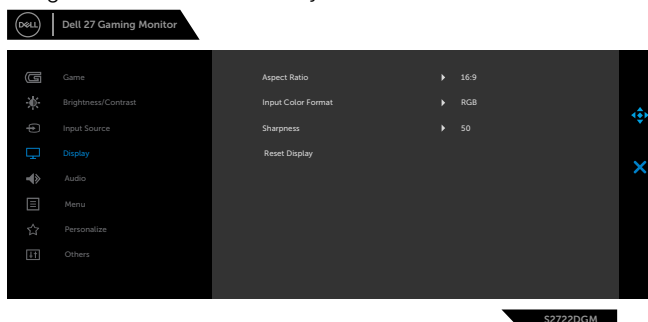 DELL Dell 27 Gaming Monitor
Game
Aspect Ratio 16:9
Brightness/Contrast
Input Color Format RGB
Input Source
Sharpness 50
Display
Reset Display
Audio
Menu
Personalize
Others
S2722DGM